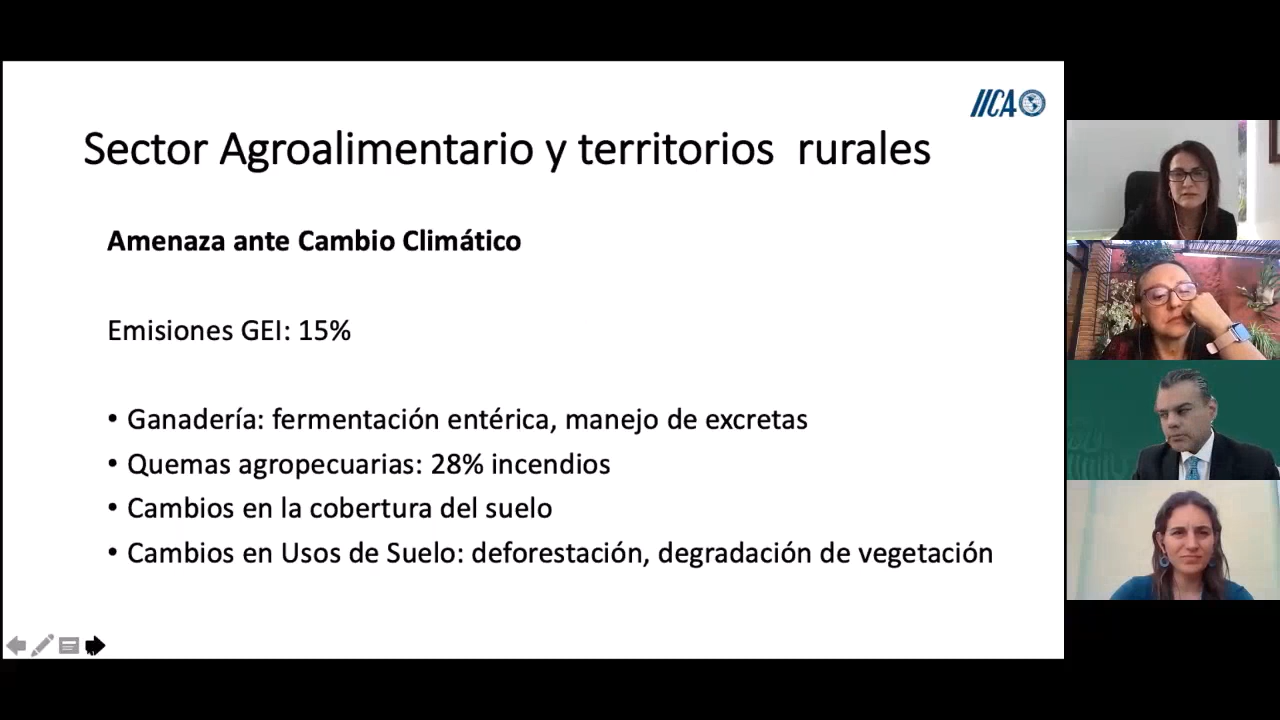 IICA
Sector Agroalimentario y territorios rurales
Amenaza ante Cambio Climático
Emisiones GEI: 15%
• Ganadería: fermentación entérica, manejo de excretas
• Quemas agropecuarias: 28% incendios
• Cambios en la cobertura del suelo
• Cambios en Usos de Suelo: deforestación, degradación de vegetación